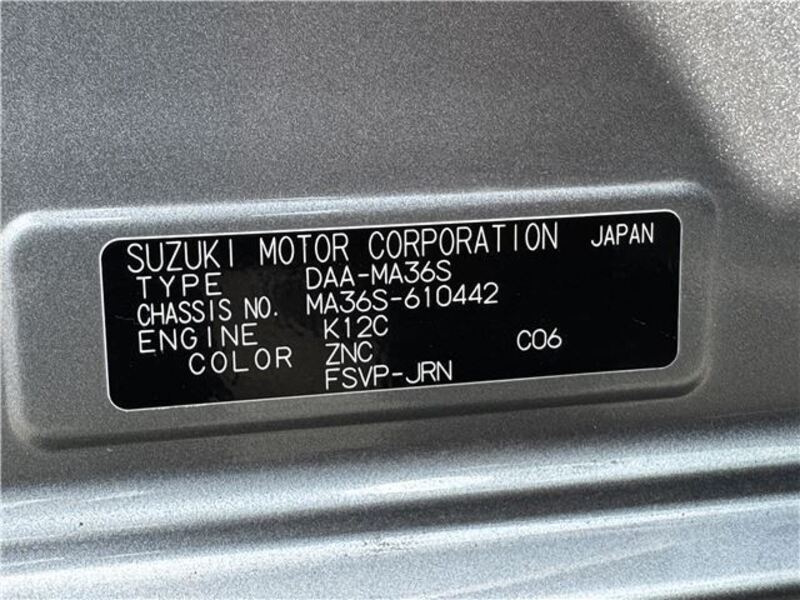 SUZUKI MOTOR CORPORATION JAPAN
TYPE DAA-MA36S
CHASSIS NO. MA36S-610442
ENGINE K12C
COLOR ZNC C06
FSVP-JRN